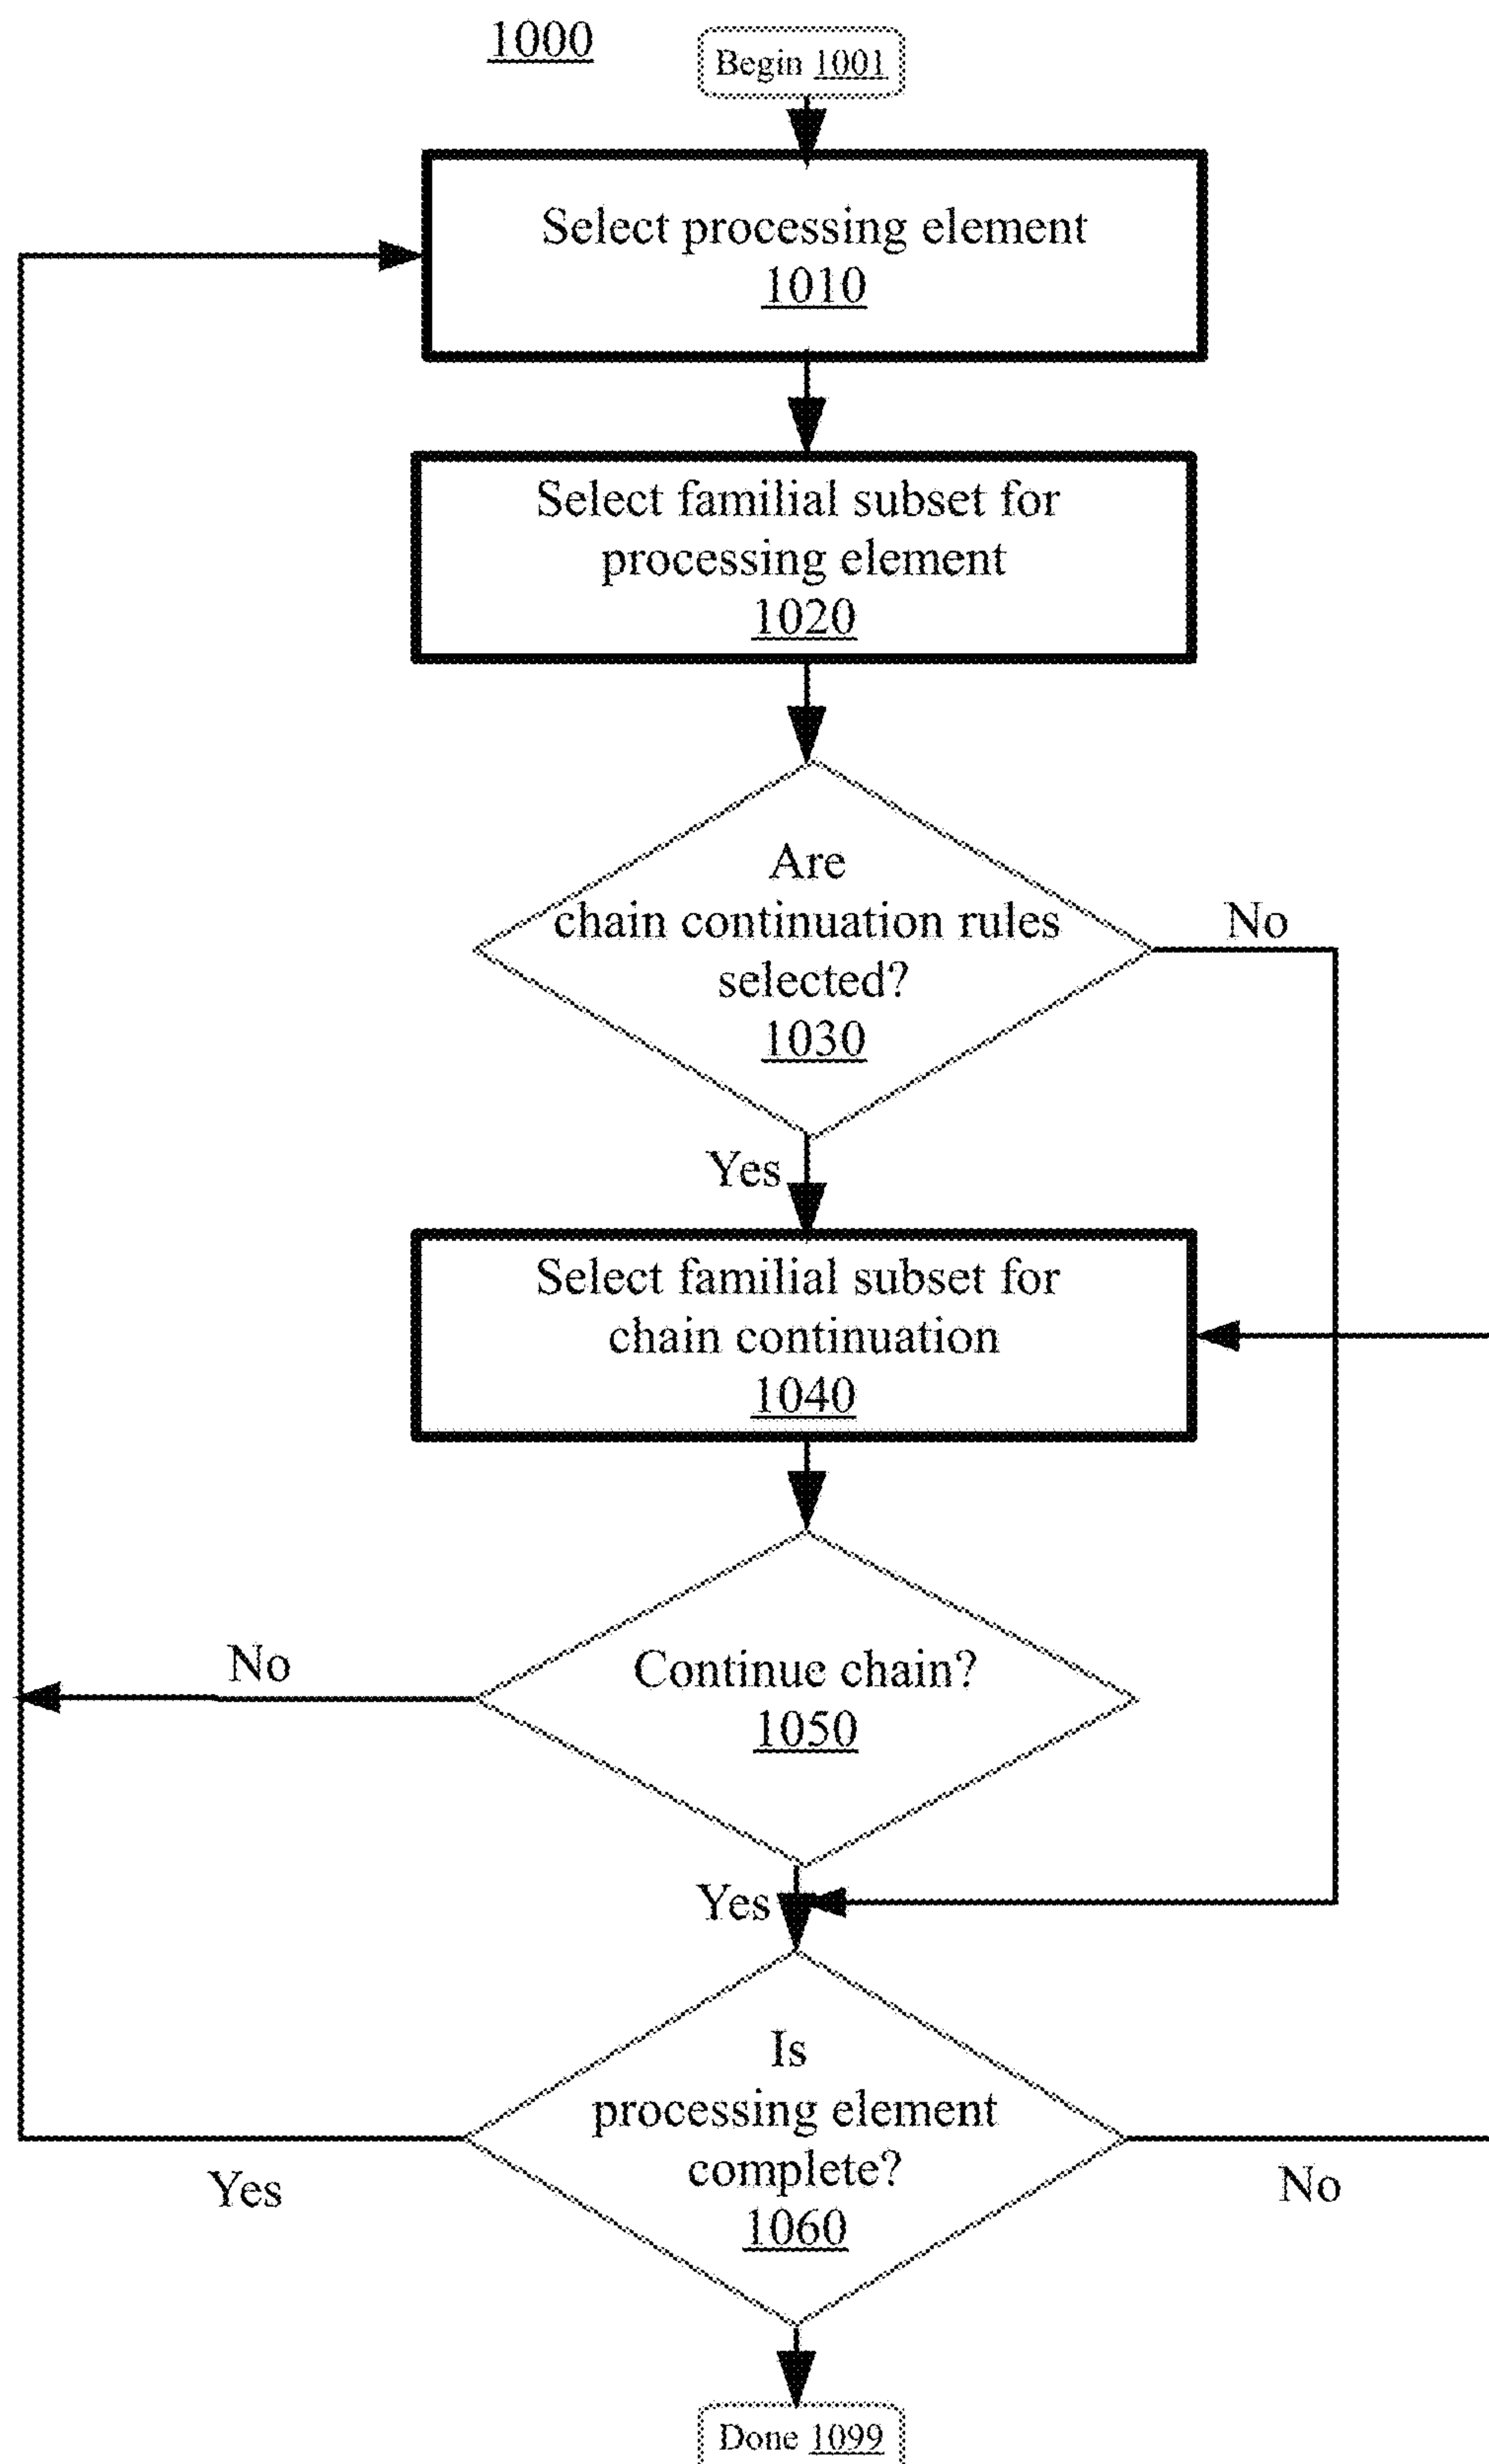 1000
Begin 1001
Select processing element
1010
Select familial subset for
processing element
1020
Are
chain continuation rules
selected?
1030
No
Yes
Select familial subset for
chain continuation
1040
No
Continue chain?
1050
Yes
Is
processing element
complete?
1060
Yes
No
Done 1099